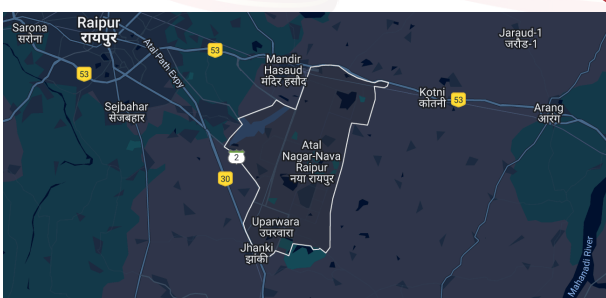 Raipur
रायपुर
Sarona
सरोना
Atal Path Expy
53
53
Mandir
Hasaud
मंदिर हसौद
Jaraud-1
जरौड-1
Kotni
कोतनी
53
Arang
आरंग
Sejbahar
सेजबहार
2
30
Atal
Nagar-Nava
Raipur
नया रायपुर
Uparwara
उपरवारा
Jhanki
झांकी
Mahanadi River